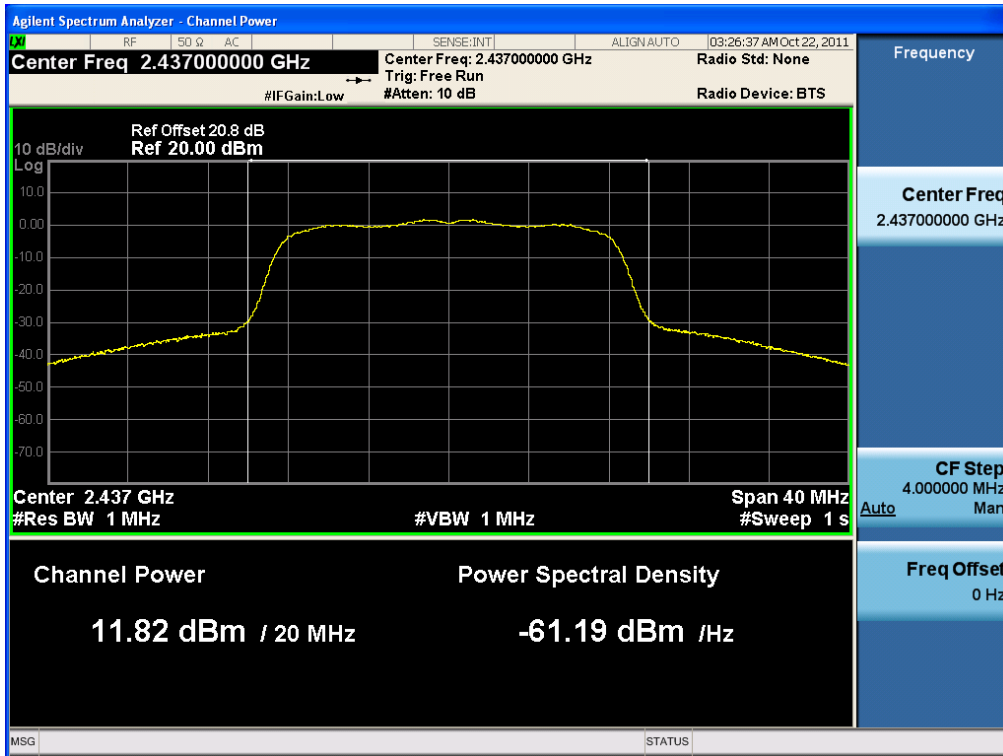 Agilent Spectrum Analyzer - Channel Power
LXI RF 50 Ω AC SENSE:INT ALIGN AUTO 03:26:37 AM Oct 22, 2011
Center Freq 2.437000000 GHz
Center Freq: 2.437000000 GHz
Radio Std: None
Trig: Free Run
#IFGain:Low
#Atten: 10 dB
Radio Device: BTS
Ref Offset 20.8 dB
10 dB/div Ref 20.00 dBm
Log
10.0
0.00
-10.0
-20.0
-30.0
-40.0
-50.0
-60.0
-70.0
Center 2.437 GHz Span 40 MHz
#Res BW 1 MHz #VBW 1 MHz #Sweep 1 s
Channel Power Power Spectral Density
11.82 dBm / 20 MHz -61.19 dBm /Hz
Frequency
Center Freq
2.437000000 GHz
CF Step
4.000000 MHz
Auto Man
Freq Offset
0 Hz
MSG STATUS